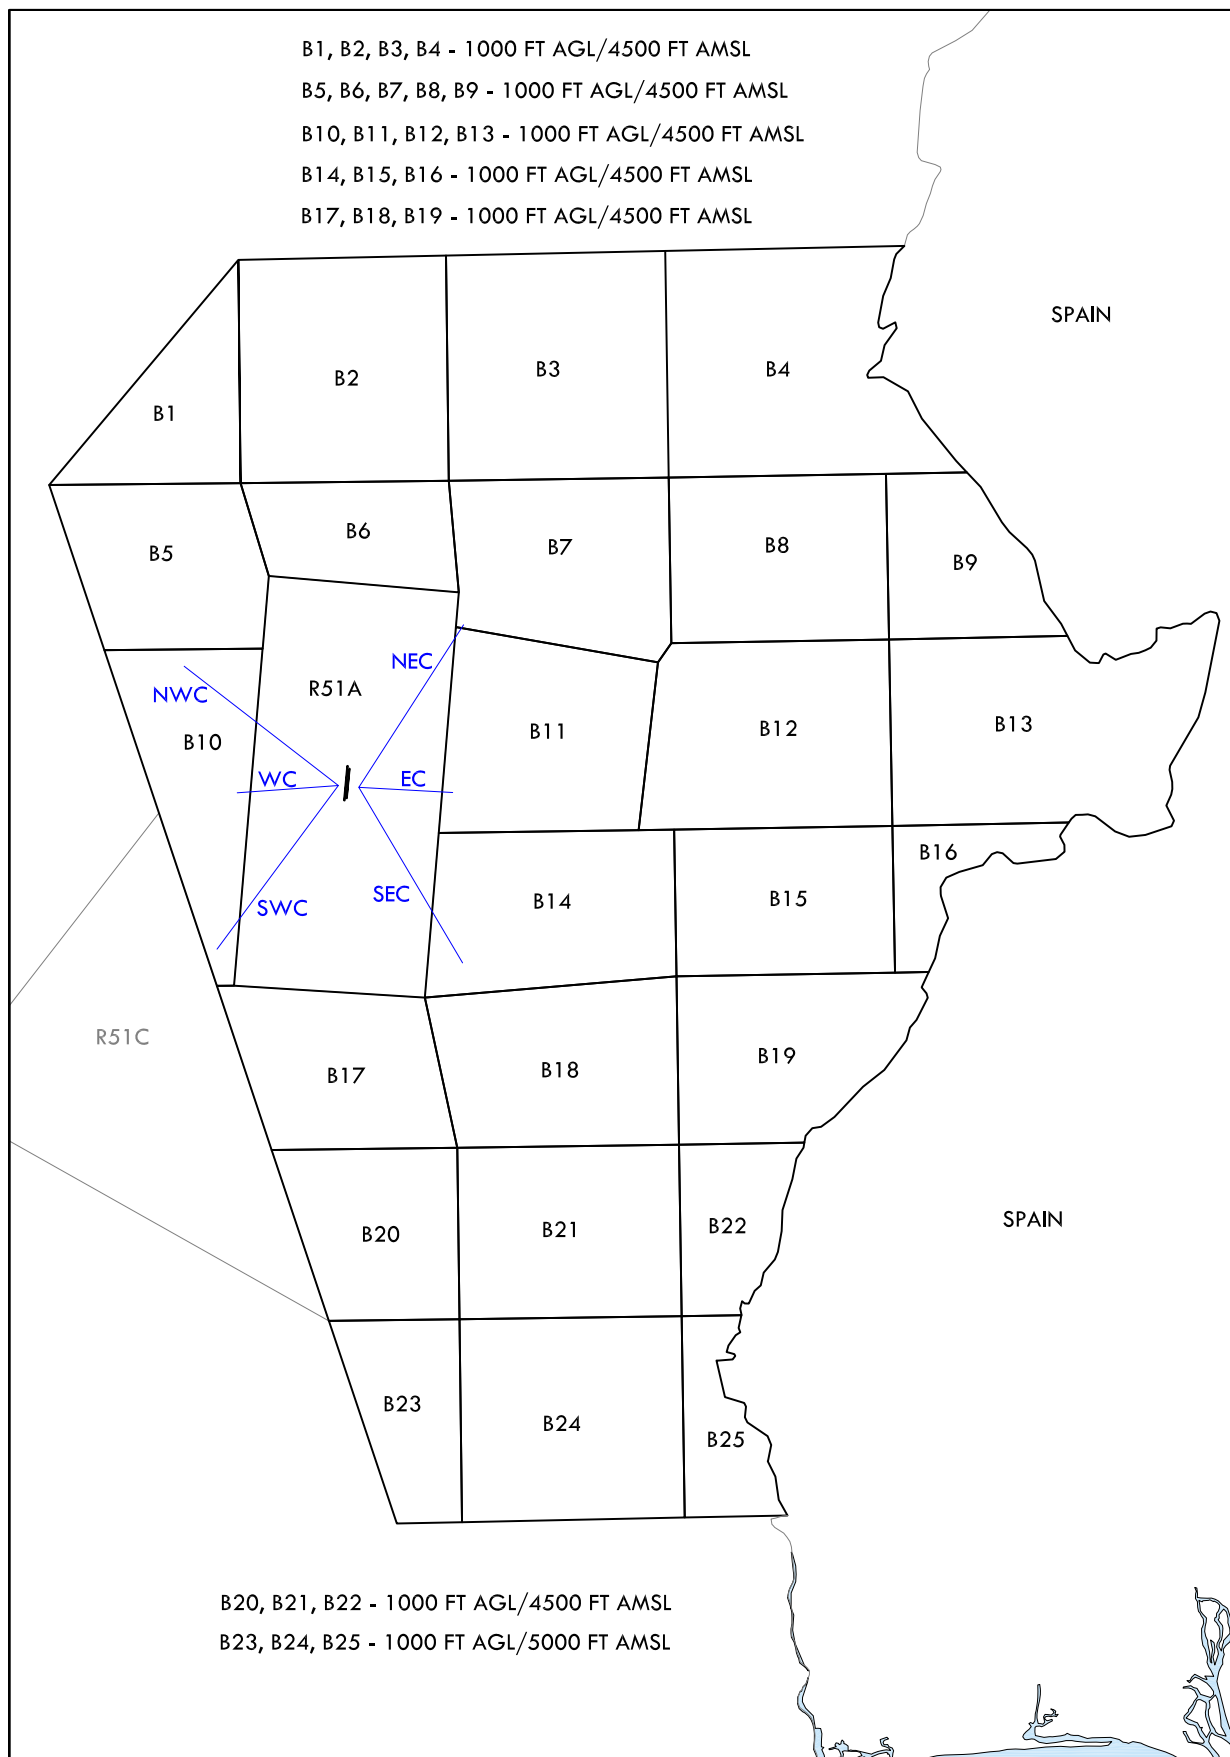 B1, B2, B3, B4 - 1000 FT AGL/4500 FT AMSL
B5, B6, B7, B8, B9 - 1000 FT AGL/4500 FT AMSL
B10, B11, B12, B13 - 1000 FT AGL/4500 FT AMSL
B14, B15, B16 - 1000 FT AGL/4500 FT AMSL
B17, B18, B19 - 1000 FT AGL/4500 FT AMSL
SPAIN
B1
B2
B3
B4
B5
B6
B7
B8
B9
NWC
NEC
R51A
B10
B11
B12
B13
WC
EC
SWC
SEC
B14
B15
B16
R51C
B17
B18
B19
B20
B21
B22
SPAIN
B23
B24
B25
B20, B21, B22 - 1000 FT AGL/4500 FT AMSL
B23, B24, B25 - 1000 FT AGL/5000 FT AMSL